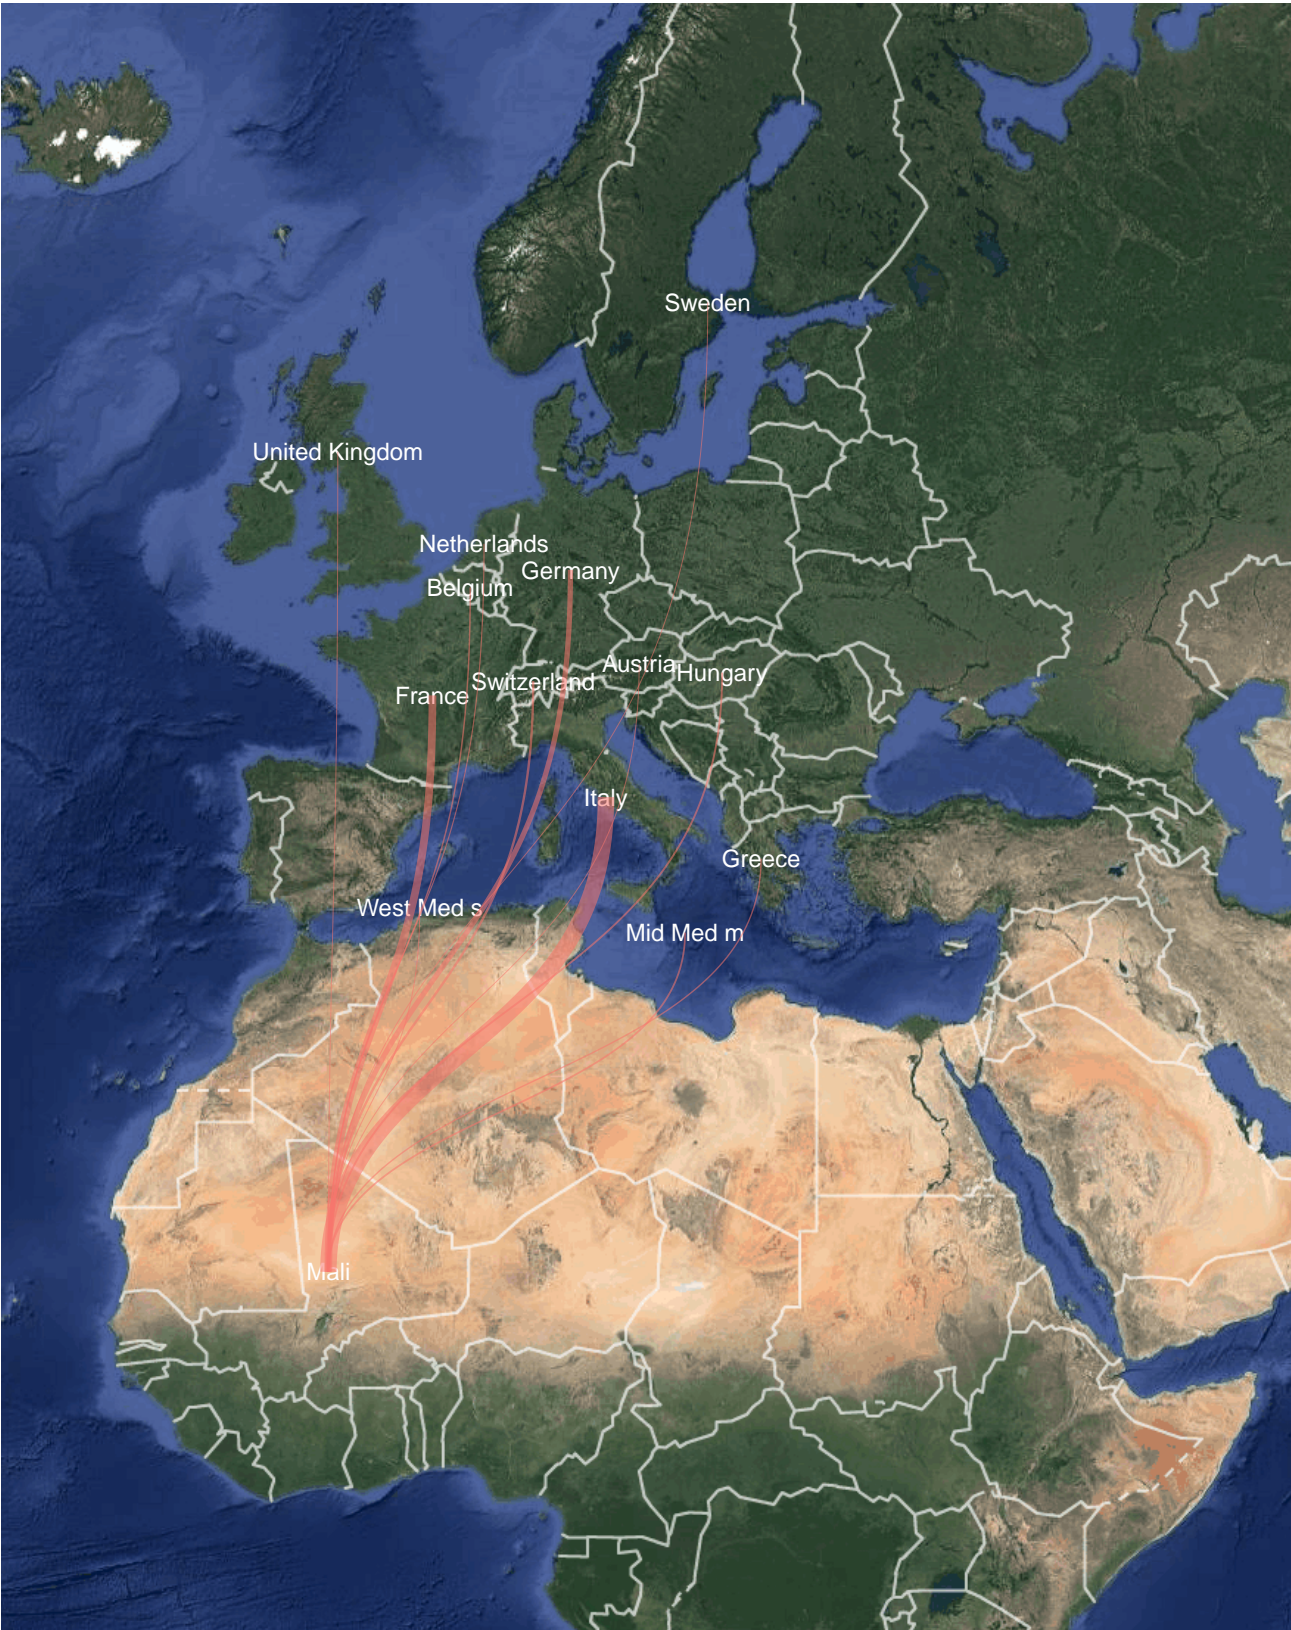 Sweden
United Kingdom
Netherlands
Germany
Belgium
Austria
Hungary
Switzerland
France
Italy
Greece
West Med s
Mid Med m
Mali